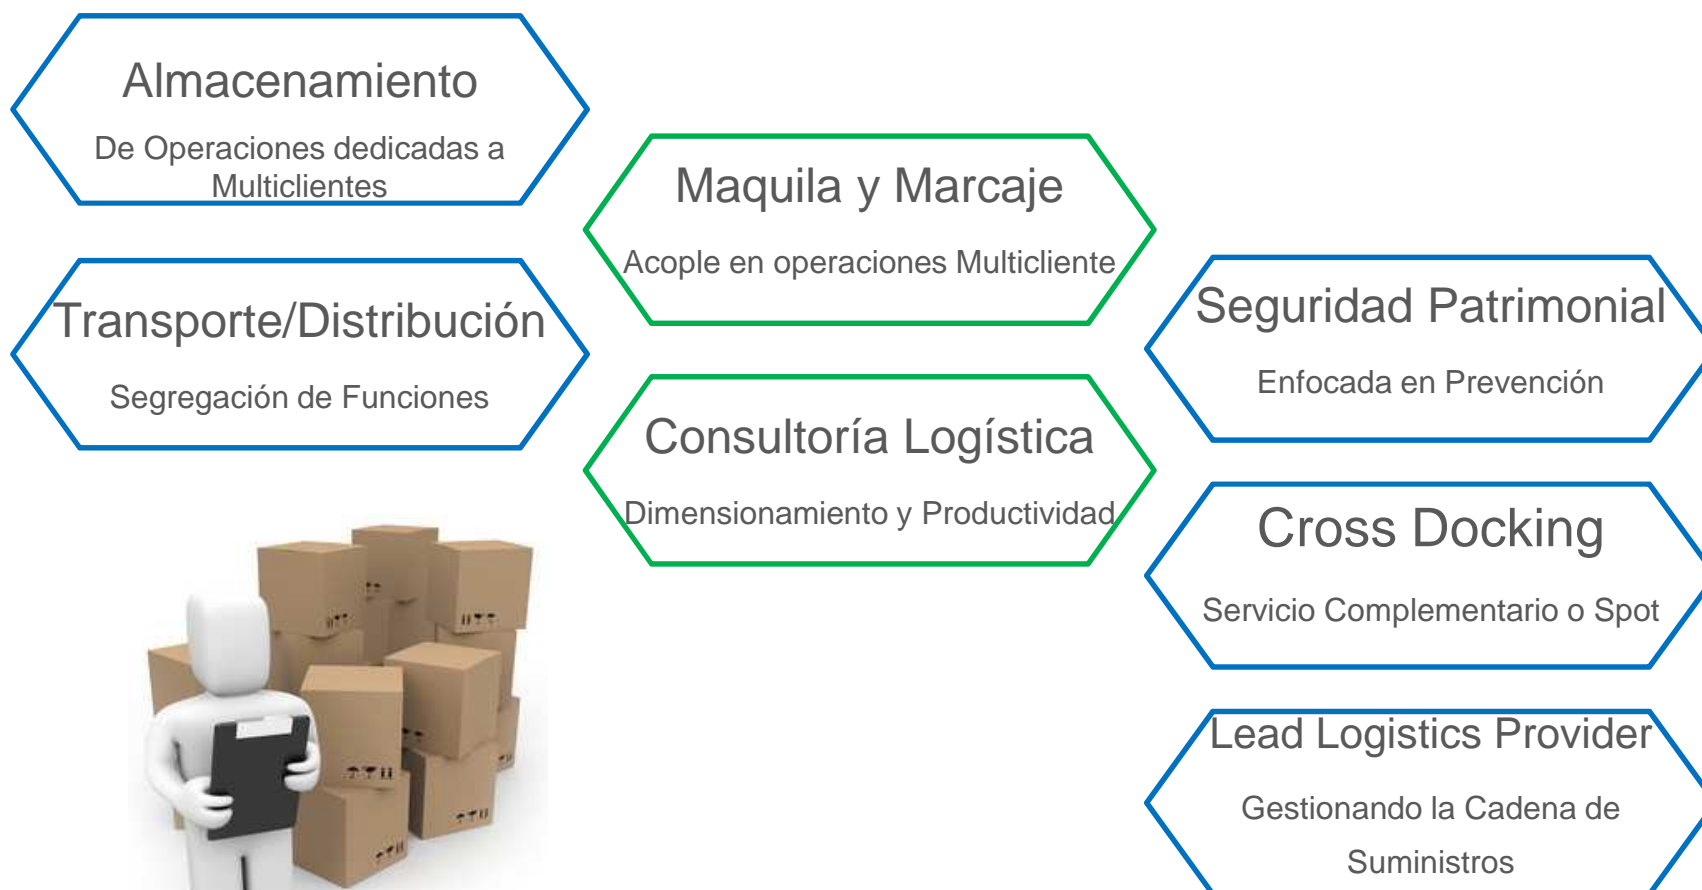 Almacenamiento
De Operaciones dedicadas a
Multiclientes
Transporte/Distribución
Segregación de Funciones
Maquila y Marcaje
Acople en operaciones Multicliente
Consultoría Logística
Dimensionamiento y Productividad
Seguridad Patrimonial
Enfocada en Prevención
Cross Docking
Servicio Complementario o Spot
Lead Logistics Provider
Gestionando la Cadena de
Suministros